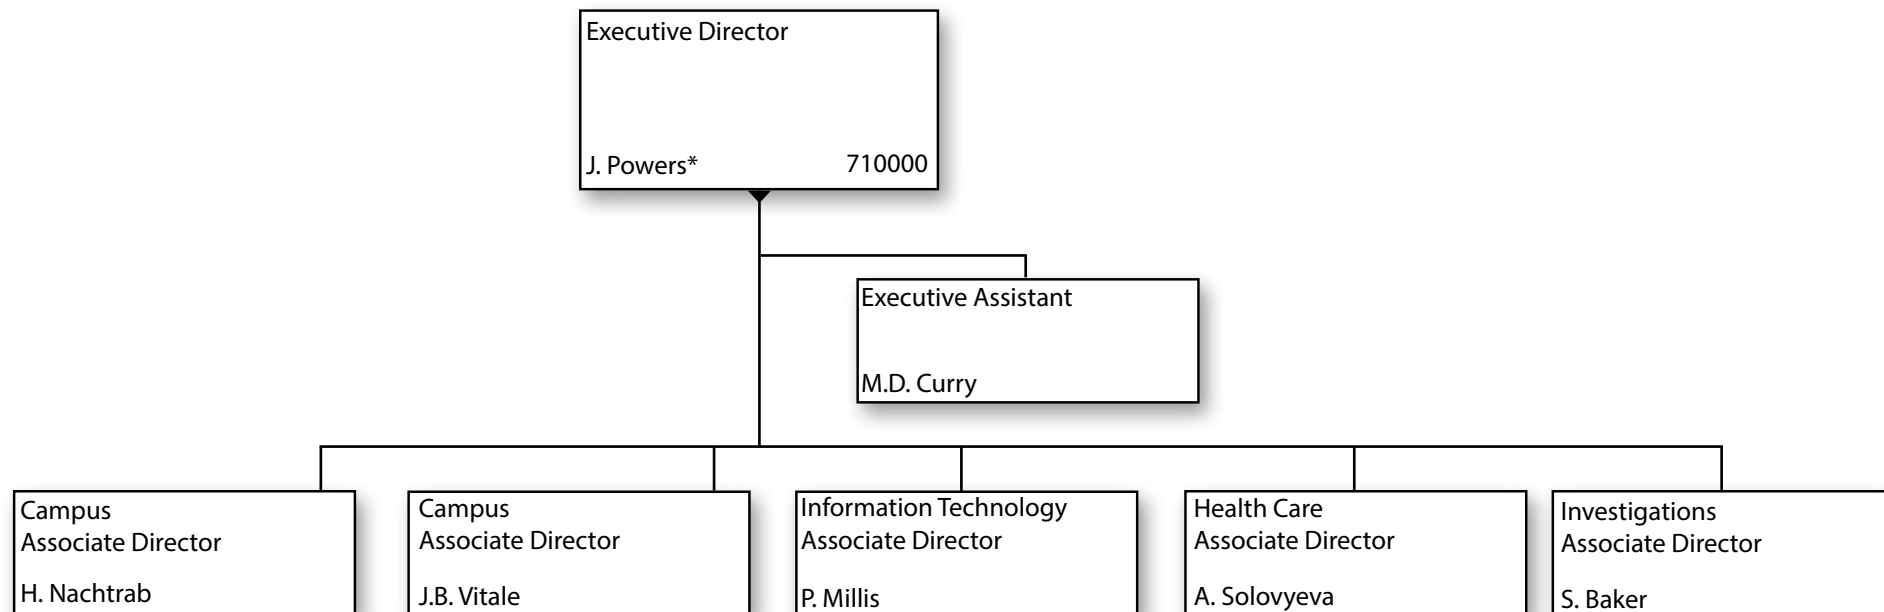 Executive Director
J. Powers* 710000
Executive Assistant
M.D. Curry
Campus
Associate Director
H. Nachtrab
Campus
Associate Director
J.B. Vitale
Information Technology
Associate Director
P. Millis
Health Care
Associate Director
A. Solovyeva
Investigations
Associate Director
S. Baker